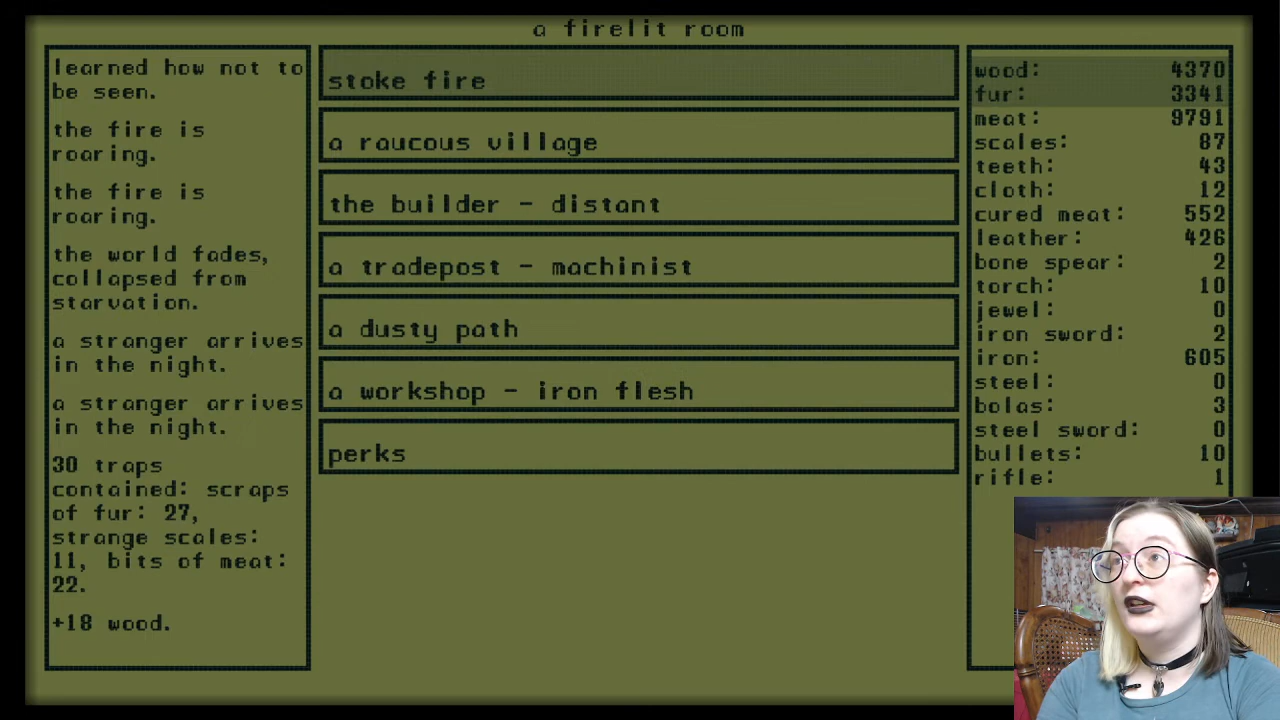 a firelit room
learned how not to
be seen.
the fire is
roaring.
the fire is
roaring.
the world fades,
collapsed from
starvation.
a stranger arrives
in the night.
a stranger arrives
in the night.
30 traps
contained: scraps
of fur: 27,
strange scales:
11, bits of meat:
22.
+18 wood.
stoke fire
a raucous village
the builder - distant
a tradepost - machinist
a dusty path
a workshop - iron flesh
perks
wood: 4370
fur: 3341
meat: 9791
scales: 87
teeth: 43
cloth: 12
cured meat: 552
leather: 426
bone spear: 2
torch: 10
jewel: 0
iron sword: 2
iron: 605
steel: 0
bolas: 3
steel sword: 0
bullets: 10
rifle: 1